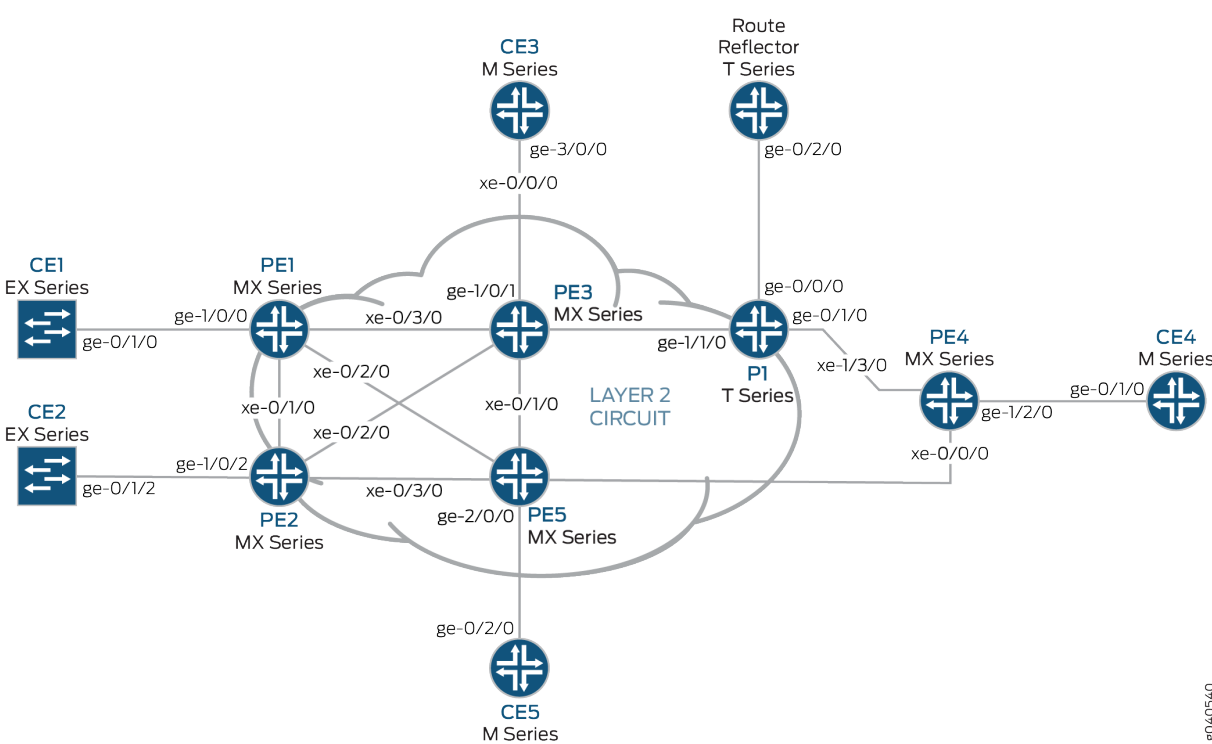 Route
Reflector
T Series
CE3
M Series
ge-3/0/0
ge-0/2/0
xe-0/0/0
CE1
EX Series
PE1
MX Series
ge-1/0/1
PE3
MX Series
ge-0/0/0
ge-0/1/0
ge-1/0/0
xe-0/3/0
ge-0/1/0
ge-1/1/0
PE4
MX Series
CE4
M Series
xe-0/2/0
xe-1/3/0
P1
T Series
ge-0/1/0
ge-1/2/0
LAYER 2
CIRCUIT
xe-0/1/0
xe-0/1/0
CE2
EX Series
xe-0/2/0
xe-0/0/0
ge-1/0/2
ge-0/1/2
xe-0/3/0
PE2
MX Series
ge-2/0/0
PE5
MX Series
ge-0/2/0
CE5
M Series
g040540